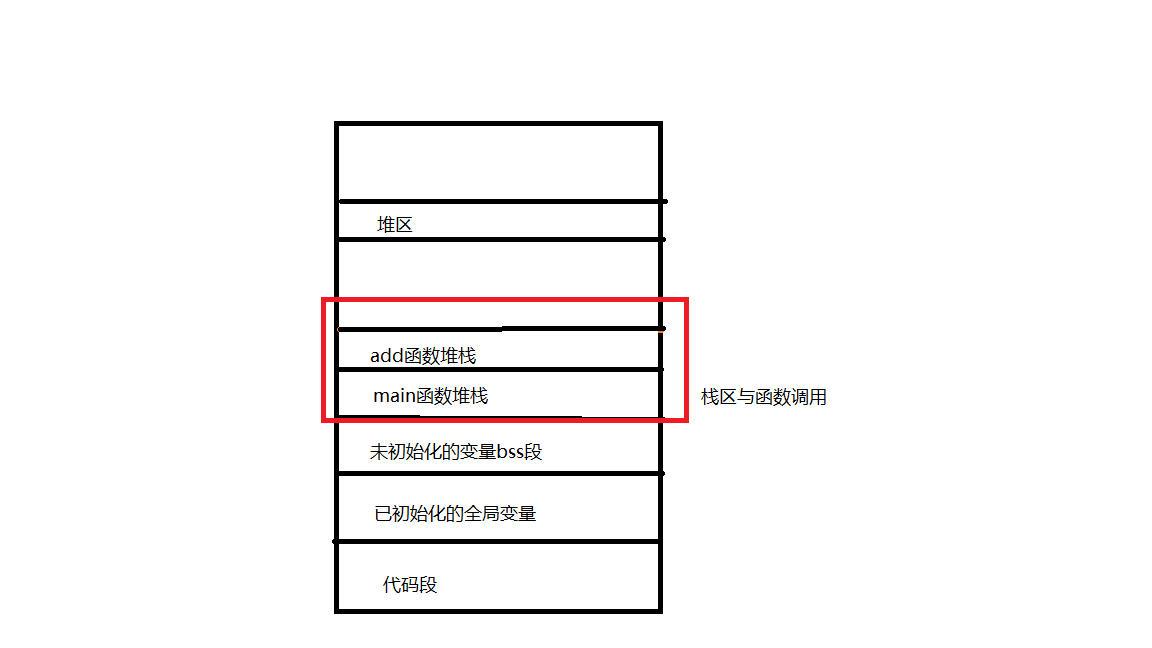 堆区
add函数堆栈
main函数堆栈
栈区与函数调用
未初始化的变量bss段
已初始化的全局变量
代码段